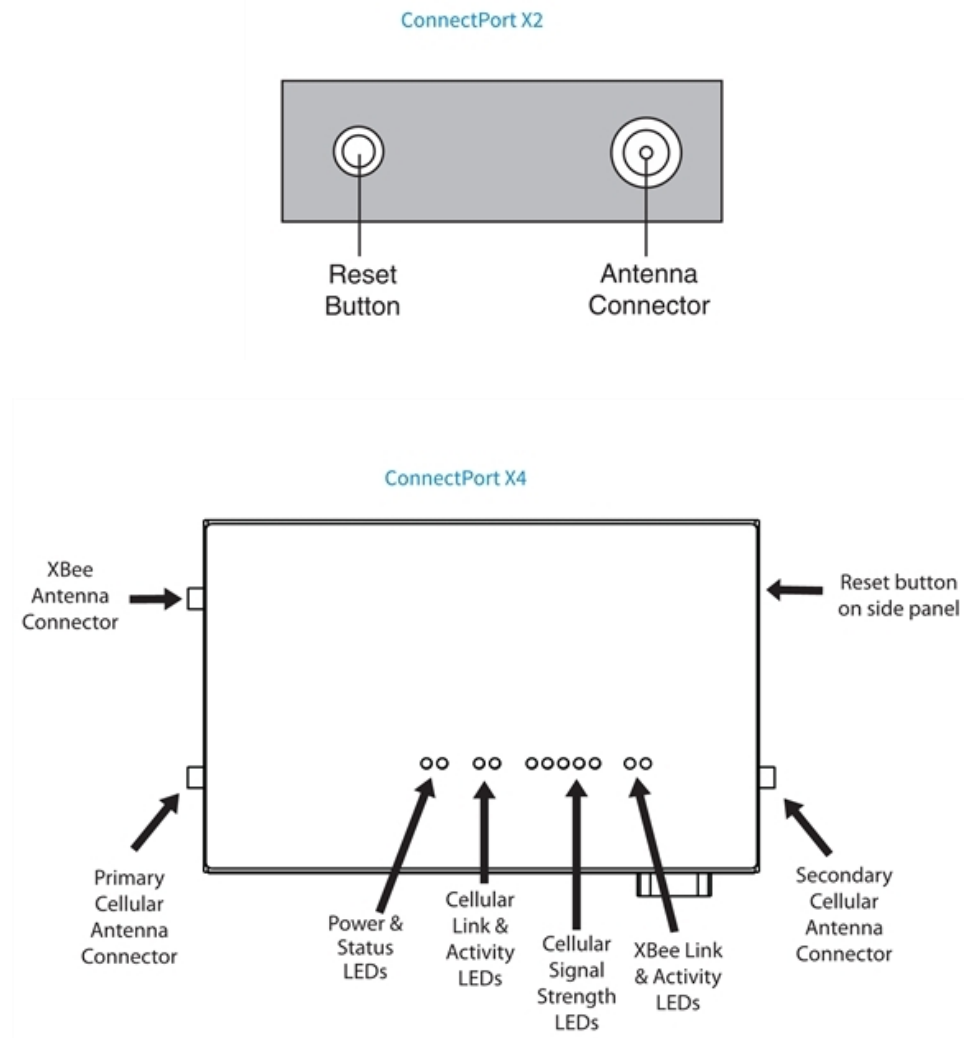 ConnectPort X2
Reset
Button
Antenna
Connector
ConnectPort X4
XBee
Antenna
Connector
Reset button
on side panel
Primary
Cellular
Antenna
Connector
Power &
Status
LEDs
Cellular
Link &
Activity
LEDs
Cellular
Signal
Strength
LEDs
XBee Link
& Activity
LEDs
Secondary
Cellular
Antenna
Connector